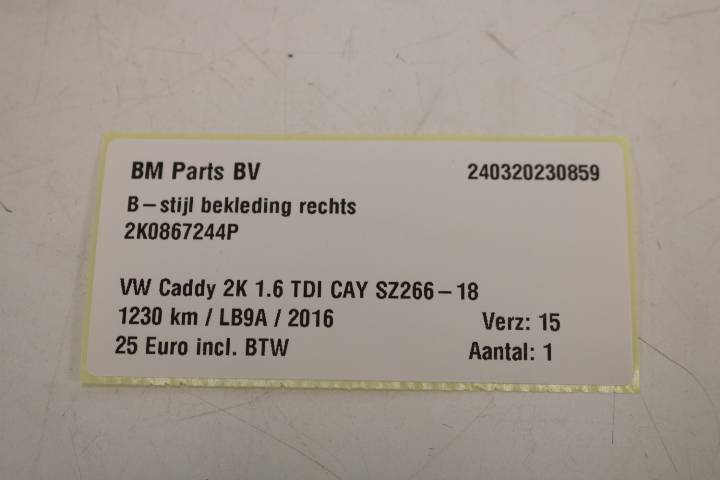 BM Parts BV 240320230859
B-stijl bekleding rechts
2K0867244P
VW Caddy 2K 1.6 TDI CAY SZ266-18
1230 km / LB9A / 2016 Verz: 15
25 Euro incl. BTW Aantal: 1